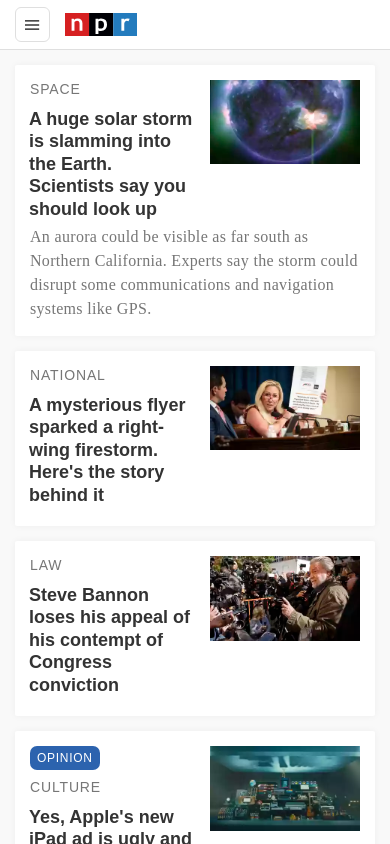 npr
SPACE
A huge solar storm
is slamming into
the Earth.
Scientists say you
should look up
An aurora could be visible as far south as
Northern California. Experts say the storm could
disrupt some communications and navigation
systems like GPS.
NATIONAL
A mysterious flyer
sparked a right-
wing firestorm.
Here's the story
behind it
LAW
Steve Bannon
loses his appeal of
his contempt of
Congress
conviction
OPINION
CULTURE
Yes, Apple's new
iPad ad is ugly and